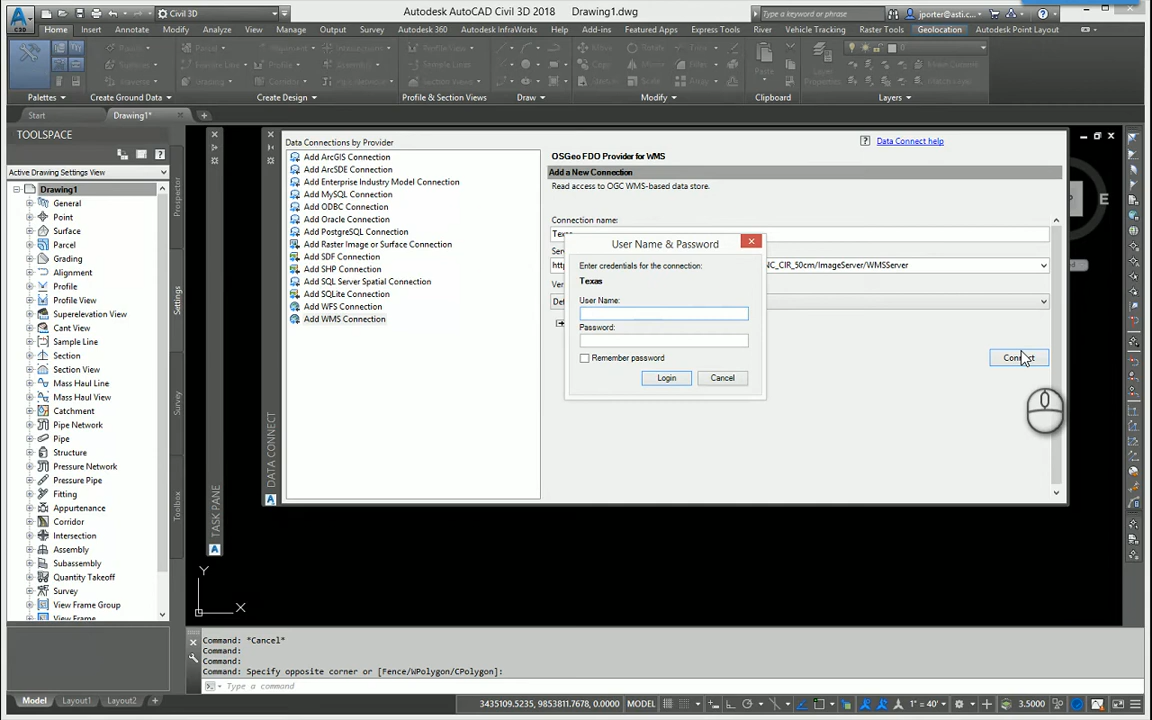 Civil 3D
Autodesk AutoCAD Civil 3D 2018 Drawing1.dwg
Type a keyword or phrase
jporter@asti.c...
C3D
Home Insert Annotate Modify Analyze View Manage Output Survey Autodesk 360 Autodesk InfraWorks Help Add-ins Featured Apps Express Tools River Vehicle Tracking Raster Tools Geolocation Autodesk Point Layout
Palettes Create Ground Data Create Design Profile & Section Views Draw Modify Clipboard Layers
Start Drawing1*
TOOLSPACE
Active Drawing Settings View
Drawing1
General
Point
Surface
Parcel
Grading
Alignment
Profile
Profile View
Superelevation View
Cant View
Sample Line
Section
Section View
Mass Haul Line
Mass Haul View
Catchment
Pipe Network
Pipe
Structure
Pressure Network
Pressure Pipe
Fitting
Appurtenance
Corridor
Intersection
Assembly
Subassembly
Quantity Takeoff
Survey
View Frame Group
View Frame
Prospector
Settings
Survey
Toolbox
TASK PANE
DATA CONNECT
Data Connections by Provider
Add ArcGIS Connection
Add ArcSDE Connection
Add Enterprise Industry Model Connection
Add MySQL Connection
Add ODBC Connection
Add Oracle Connection
Add PostgreSQL Connection
Add Raster Image or Surface Connection
Add SDF Connection
Add SHP Connection
Add SQL Server Spatial Connection
Add SQLite Connection
Add WFS Connection
Add WMS Connection
Data Connect help
OSGeo FDO Provider for WMS
Add a New Connection
Read access to OGC WMS-based data store.
Connection name:
Texas
NC_CIR_50cm/ImageServer/WMSServer
Connect
User Name & Password
Enter credentials for the connection:
Texas
User Name:
Password:
Remember password
Login Cancel
E
Y
X
Command: *Cancel*
Command:
Command:
Command: Specify opposite corner or [Fence/WPolygon/CPolygon]:
Type a command
Model Layout1 Layout2 +
3435109.5235, 9853811.7678, 0.0000 MODEL
1" = 40'
3.5000